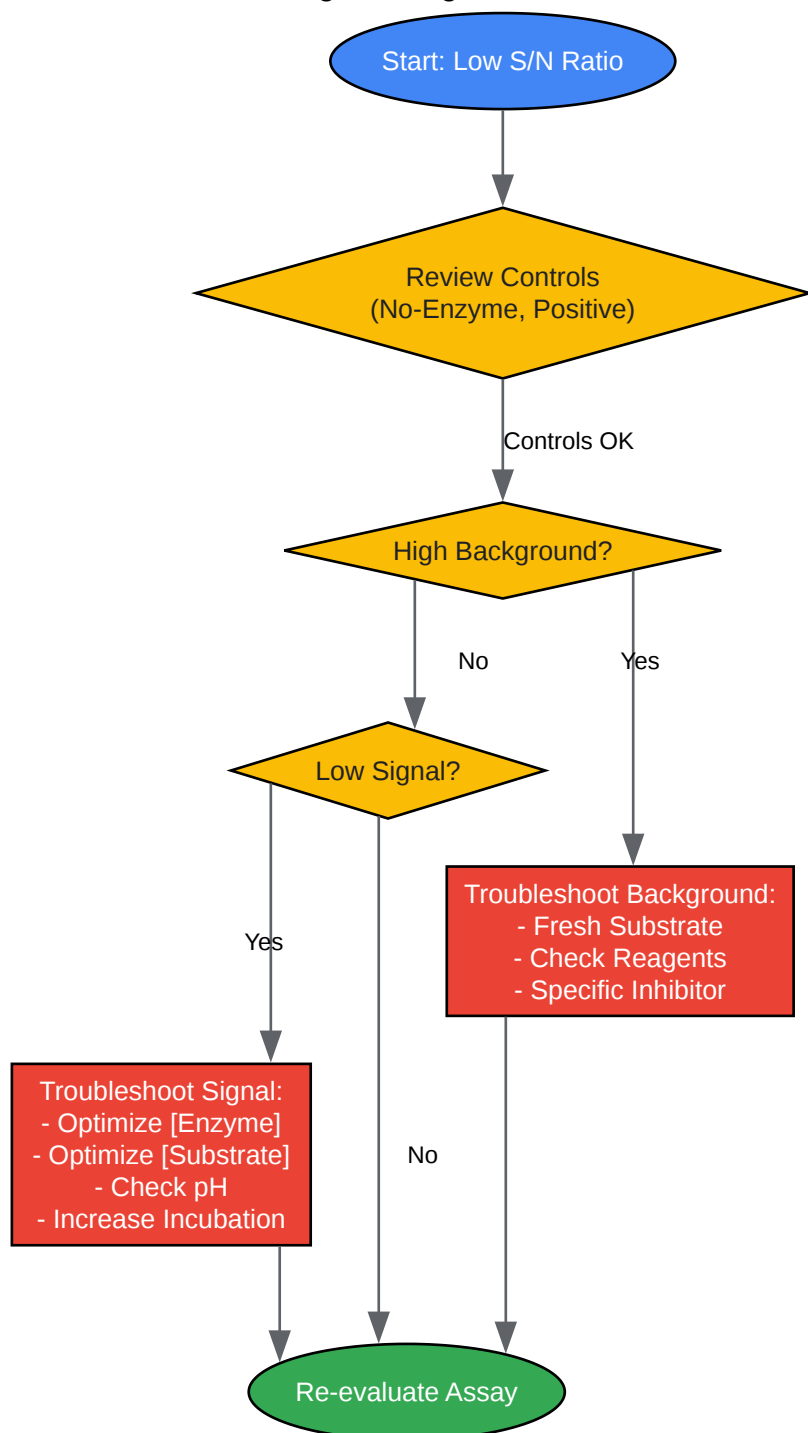 Start: Low S/N Ratio
Review Controls
(No-Enzyme, Positive)
Controls OK
High Background?
No
Yes
Low Signal?
Troubleshoot Background:
- Fresh Substrate
- Check Reagents
- Specific Inhibitor
Yes
Troubleshoot Signal:
- Optimize [Enzyme]
- Optimize [Substrate]
- Check pH
- Increase Incubation
No
Re-evaluate Assay